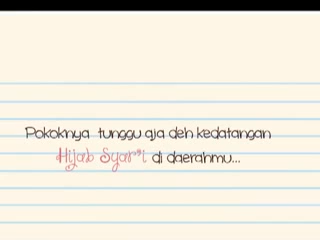 Pokoknya tunggu aja deh kedatangan
Hijab Syar'i di daerahmu...